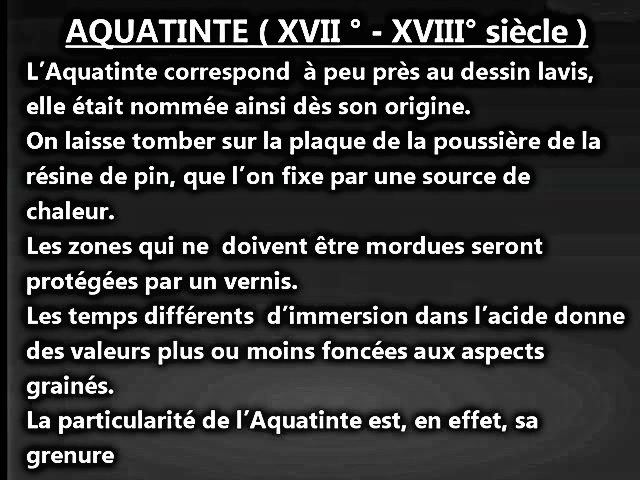 AQUATINTE ( XVII ° - XVIII° siècle )
L’Aquatinte correspond  à peu près au dessin lavis,
elle était nommée ainsi dès son origine.
On laisse tomber sur la plaque de la poussière de la
résine de pin, que l’on fixe par une source de
chaleur.
Les zones qui ne  doivent être mordues seront
protégées par un vernis.
Les temps différents  d’immersion dans l’acide donne
des valeurs plus ou moins foncées aux aspects
grainés.
La particularité de l’Aquatinte est, en effet, sa
grenure